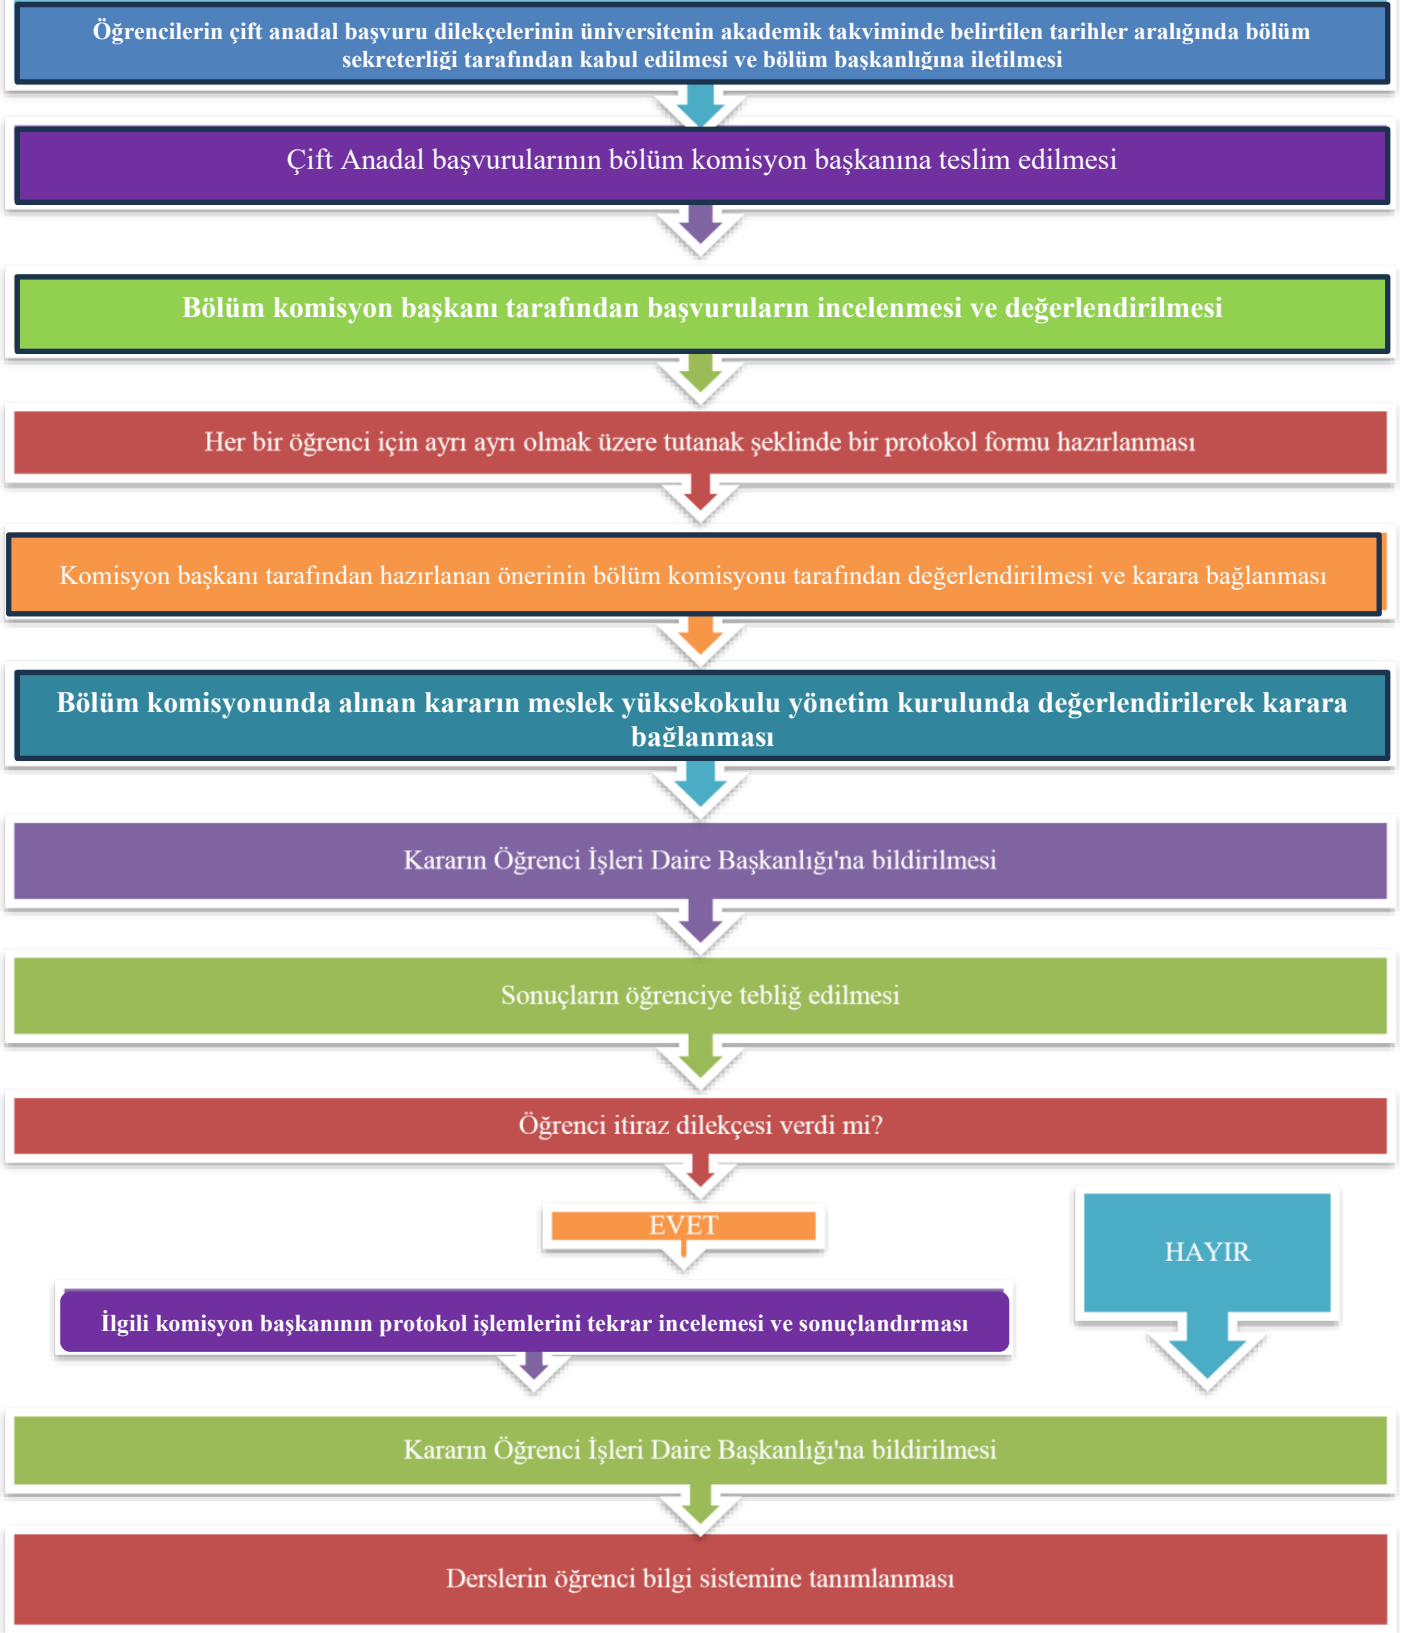 Öğrencilerin çift anadal başvuru dilekçelerinin üniversitenin akademik takviminde belirtilen tarihler aralığında bölüm
sekreterliği tarafından kabul edilmesi ve bölüm başkanlığına iletilmesi
Çift Anadal başvurularının bölüm komisyon başkanına teslim edilmesi
Bölüm komisyon başkanı tarafından başvuruların incelenmesi ve değerlendirilmesi
Her bir öğrenci için ayrı ayrı olmak üzere tutanak şeklinde bir protokol formu hazırlanması
Komisyon başkanı tarafından hazırlanan önerinin bölüm komisyonu tarafından değerlendirilmesi ve karara bağlanması
Bölüm komisyonunda alınan kararın meslek yüksekokulu yönetim kurulunda değerlendirilerek karara
bağlanması
Kararın Öğrenci İşleri Daire Başkanlığı'na bildirilmesi
Sonuçların öğrenciye tebliğ edilmesi
Öğrenci itiraz dilekçesi verdi mi?
EVET
HAYIR
İlgili komisyon başkanının protokol işlemlerini tekrar incelemesi ve sonuçlandırması
Kararın Öğrenci İşleri Daire Başkanlığı'na bildirilmesi
Derslerin öğrenci bilgi sistemine tanımlanması